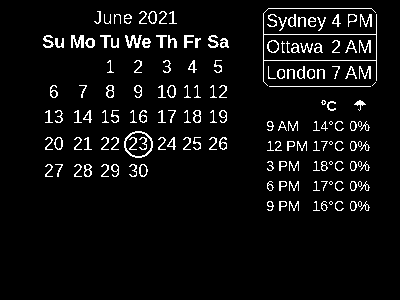 June 2021
Su Mo Tu We Th Fr Sa
1 2 3 4 5
6 7 8 9 10 11 12
13 14 15 16 17 18 19
20 21 22 23 24 25 26
27 28 29 30
Sydney 4 PM
Ottawa 2 AM
London 7 AM
°C ☂
9 AM 14°C 0%
12 PM 17°C 0%
3 PM 18°C 0%
6 PM 17°C 0%
9 PM 16°C 0%